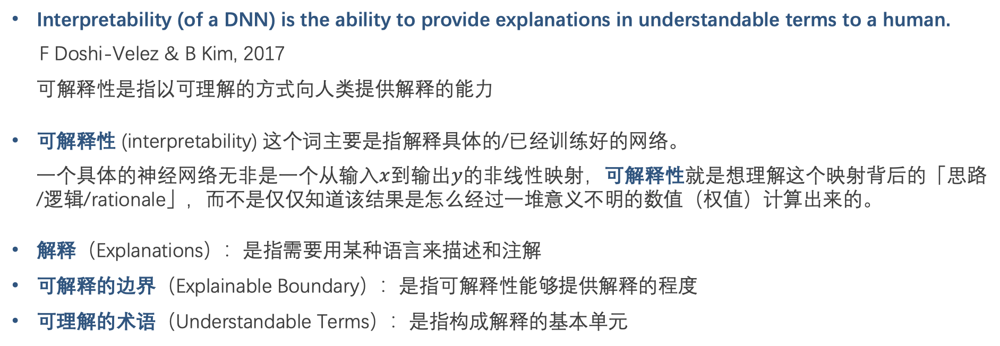 • Interpretability (of a DNN) is the ability to provide explanations in understandable terms to a human.
F Doshi-Velez & B Kim, 2017
可解释性是指以可理解的方式向人类提供解释的能力
• 可解释性 (interpretability) 这个词主要是指解释具体的/已经训练好的网络。
一个具体的神经网络无非是一个从输入x到输出y的非线性映射，可解释性就是想理解这个映射背后的「思路
/逻辑/rationale」，而不是仅仅知道该结果是怎么经过一堆意义不明的数值（权值）计算出来的。
• 解释（Explanations）：是指需要用某种语言来描述和注解
• 可解释的边界（Explainable Boundary）：是指可解释性能够提供解释的程度
• 可理解的术语（Understandable Terms）：是指构成解释的基本单元